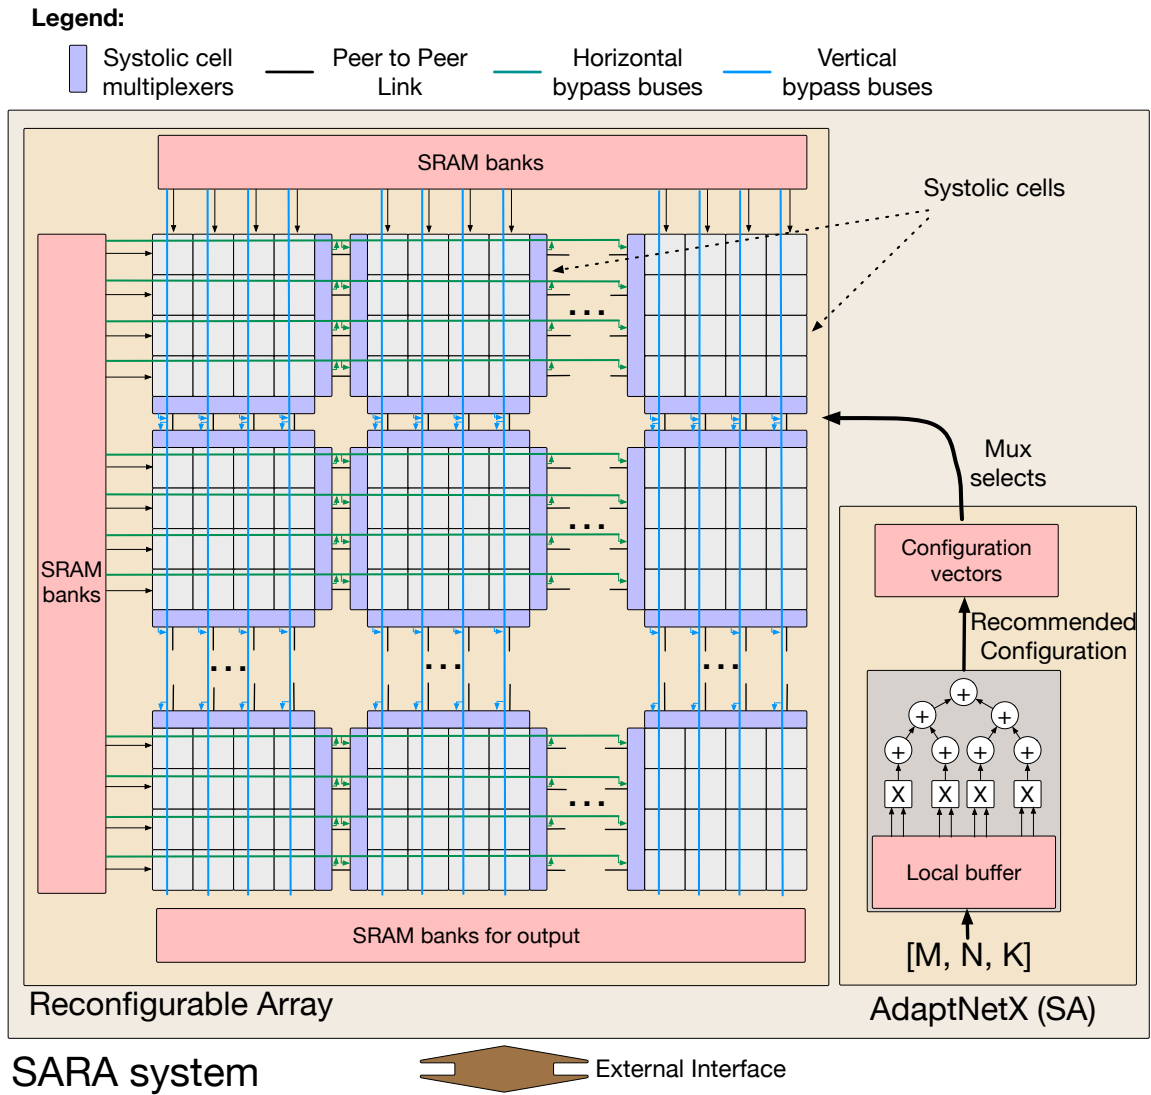 Legend:
Systolic cell
multiplexers
Peer to Peer
Link
Horizontal
bypass buses
Vertical
bypass buses
SRAM banks
Systolic cells
...
...
Mux
selects
SRAM
banks
Configuration
vectors
Recommended
Configuration
... ... ...
+
+ +
+ + + +
X X X X
...
Local buffer
SRAM banks for output
[M, N, K]
Reconfigurable Array
AdaptNetX (SA)
SARA system
External Interface